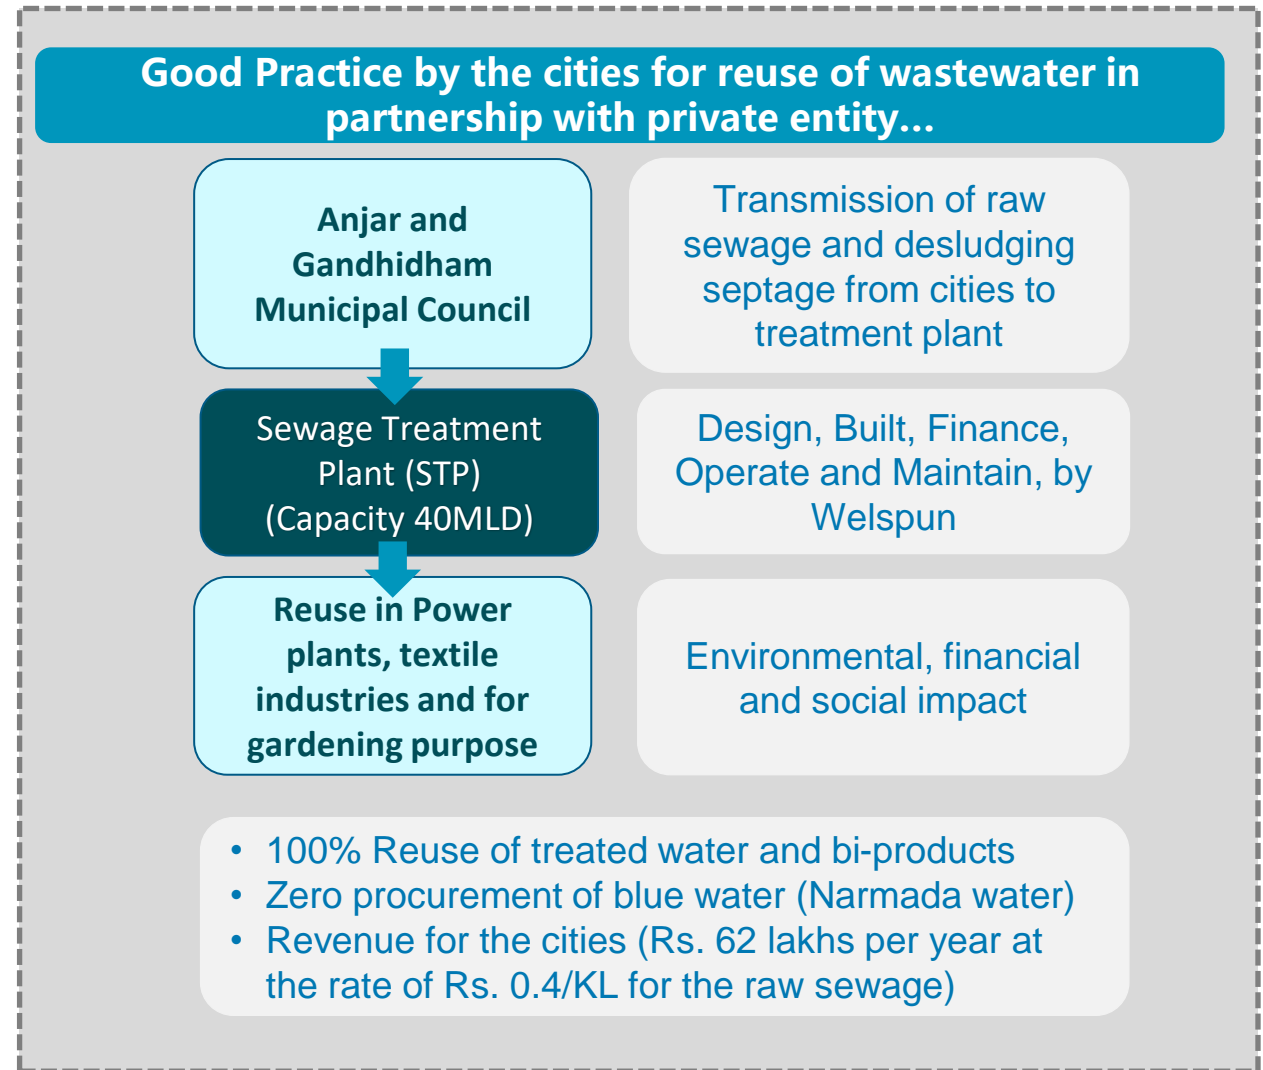 Good Practice by the cities for reuse of wastewater in
partnership with private entity...
Anjar and
Gandhidham
Municipal Council
Transmission of raw
sewage and desludging
septage from cities to
treatment plant
Sewage Treatment
Plant (STP)
(Capacity 40MLD)
Design, Built, Finance,
Operate and Maintain, by
Welspun
Reuse in Power
plants, textile
industries and for
gardening purpose
Environmental, financial
and social impact
• 100% Reuse of treated water and bi-products
• Zero procurement of blue water (Narmada water)
• Revenue for the cities (Rs. 62 lakhs per year at
the rate of Rs. 0.4/KL for the raw sewage)